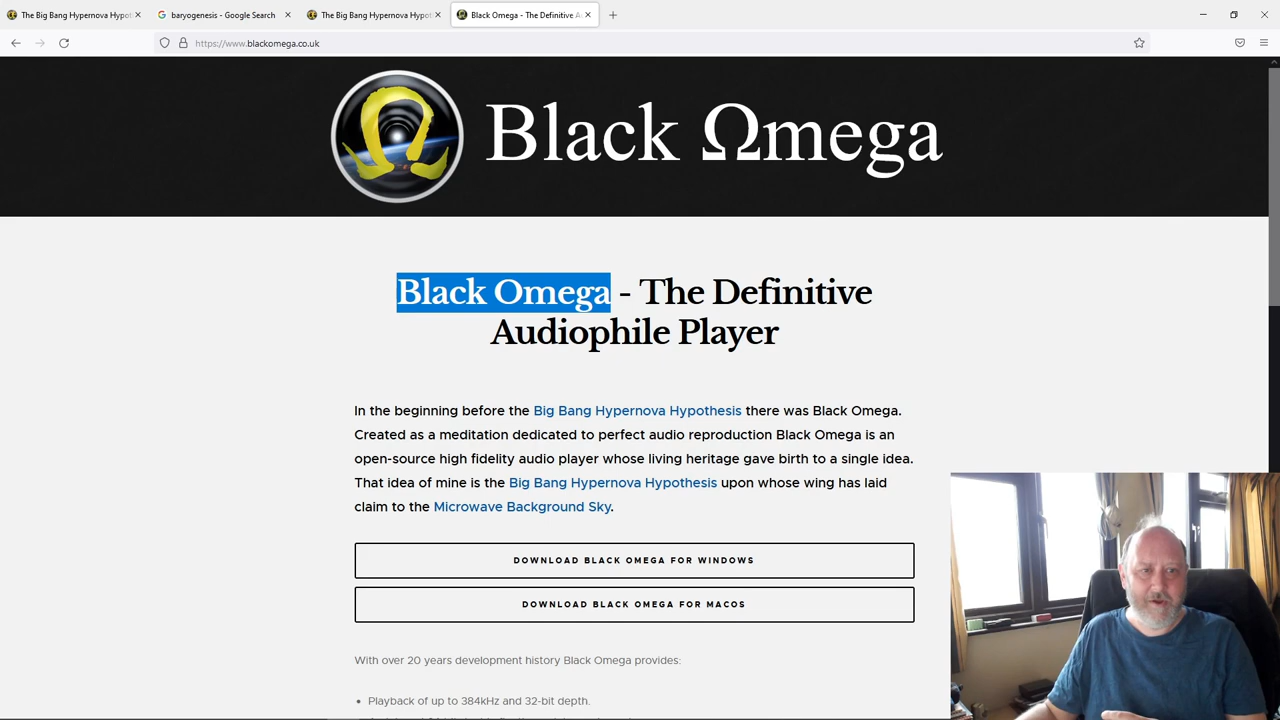 The Big Bang Hypernova Hypot
baryogenesis - Google Search
The Big Bang Hypernova Hypot
Black Omega - The Definitive A
https://www.blackomega.co.uk
Black Ωmega
Black Omega - The Definitive
Audiophile Player
In the beginning before the Big Bang Hypernova Hypothesis there was Black Omega.
Created as a meditation dedicated to perfect audio reproduction Black Omega is an
open-source high fidelity audio player whose living heritage gave birth to a single idea.
That idea of mine is the Big Bang Hypernova Hypothesis upon whose wing has laid
claim to the Microwave Background Sky.
DOWNLOAD BLACK OMEGA FOR WINDOWS
DOWNLOAD BLACK OMEGA FOR MACOS
With over 20 years development history Black Omega provides:
• Playback of up to 384kHz and 32-bit depth.